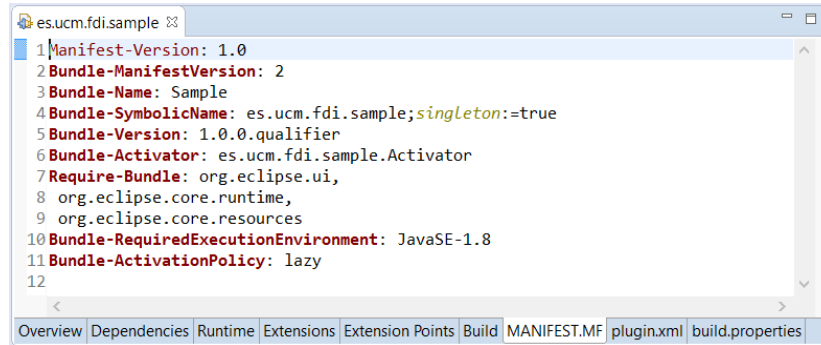 es.ucm.fdi.sample
1 Manifest-Version: 1.0
2 Bundle-ManifestVersion: 2
3 Bundle-Name: Sample
4 Bundle-SymbolicName: es.ucm.fdi.sample;singleton:=true
5 Bundle-Version: 1.0.0.qualifier
6 Bundle-Activator: es.ucm.fdi.sample.Activator
7 Require-Bundle: org.eclipse.ui,
8 org.eclipse.core.runtime,
9 org.eclipse.core.resources
10 Bundle-RequiredExecutionEnvironment: JavaSE-1.8
11 Bundle-ActivationPolicy: lazy
12
Overview Dependencies Runtime Extensions Extension Points Build MANIFEST.MF plugin.xml build.properties